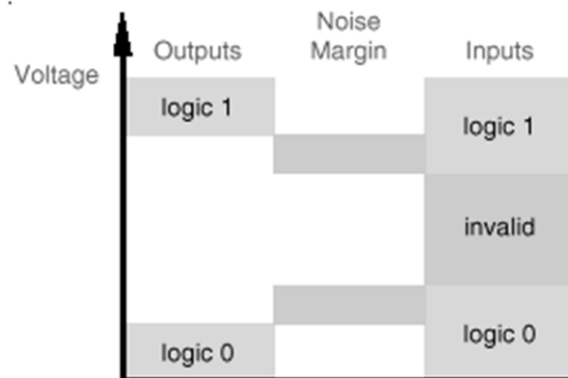 Noise
Outputs Margin Inputs
Voltage
logic 1
logic 1
invalid
logic 0
logic 0